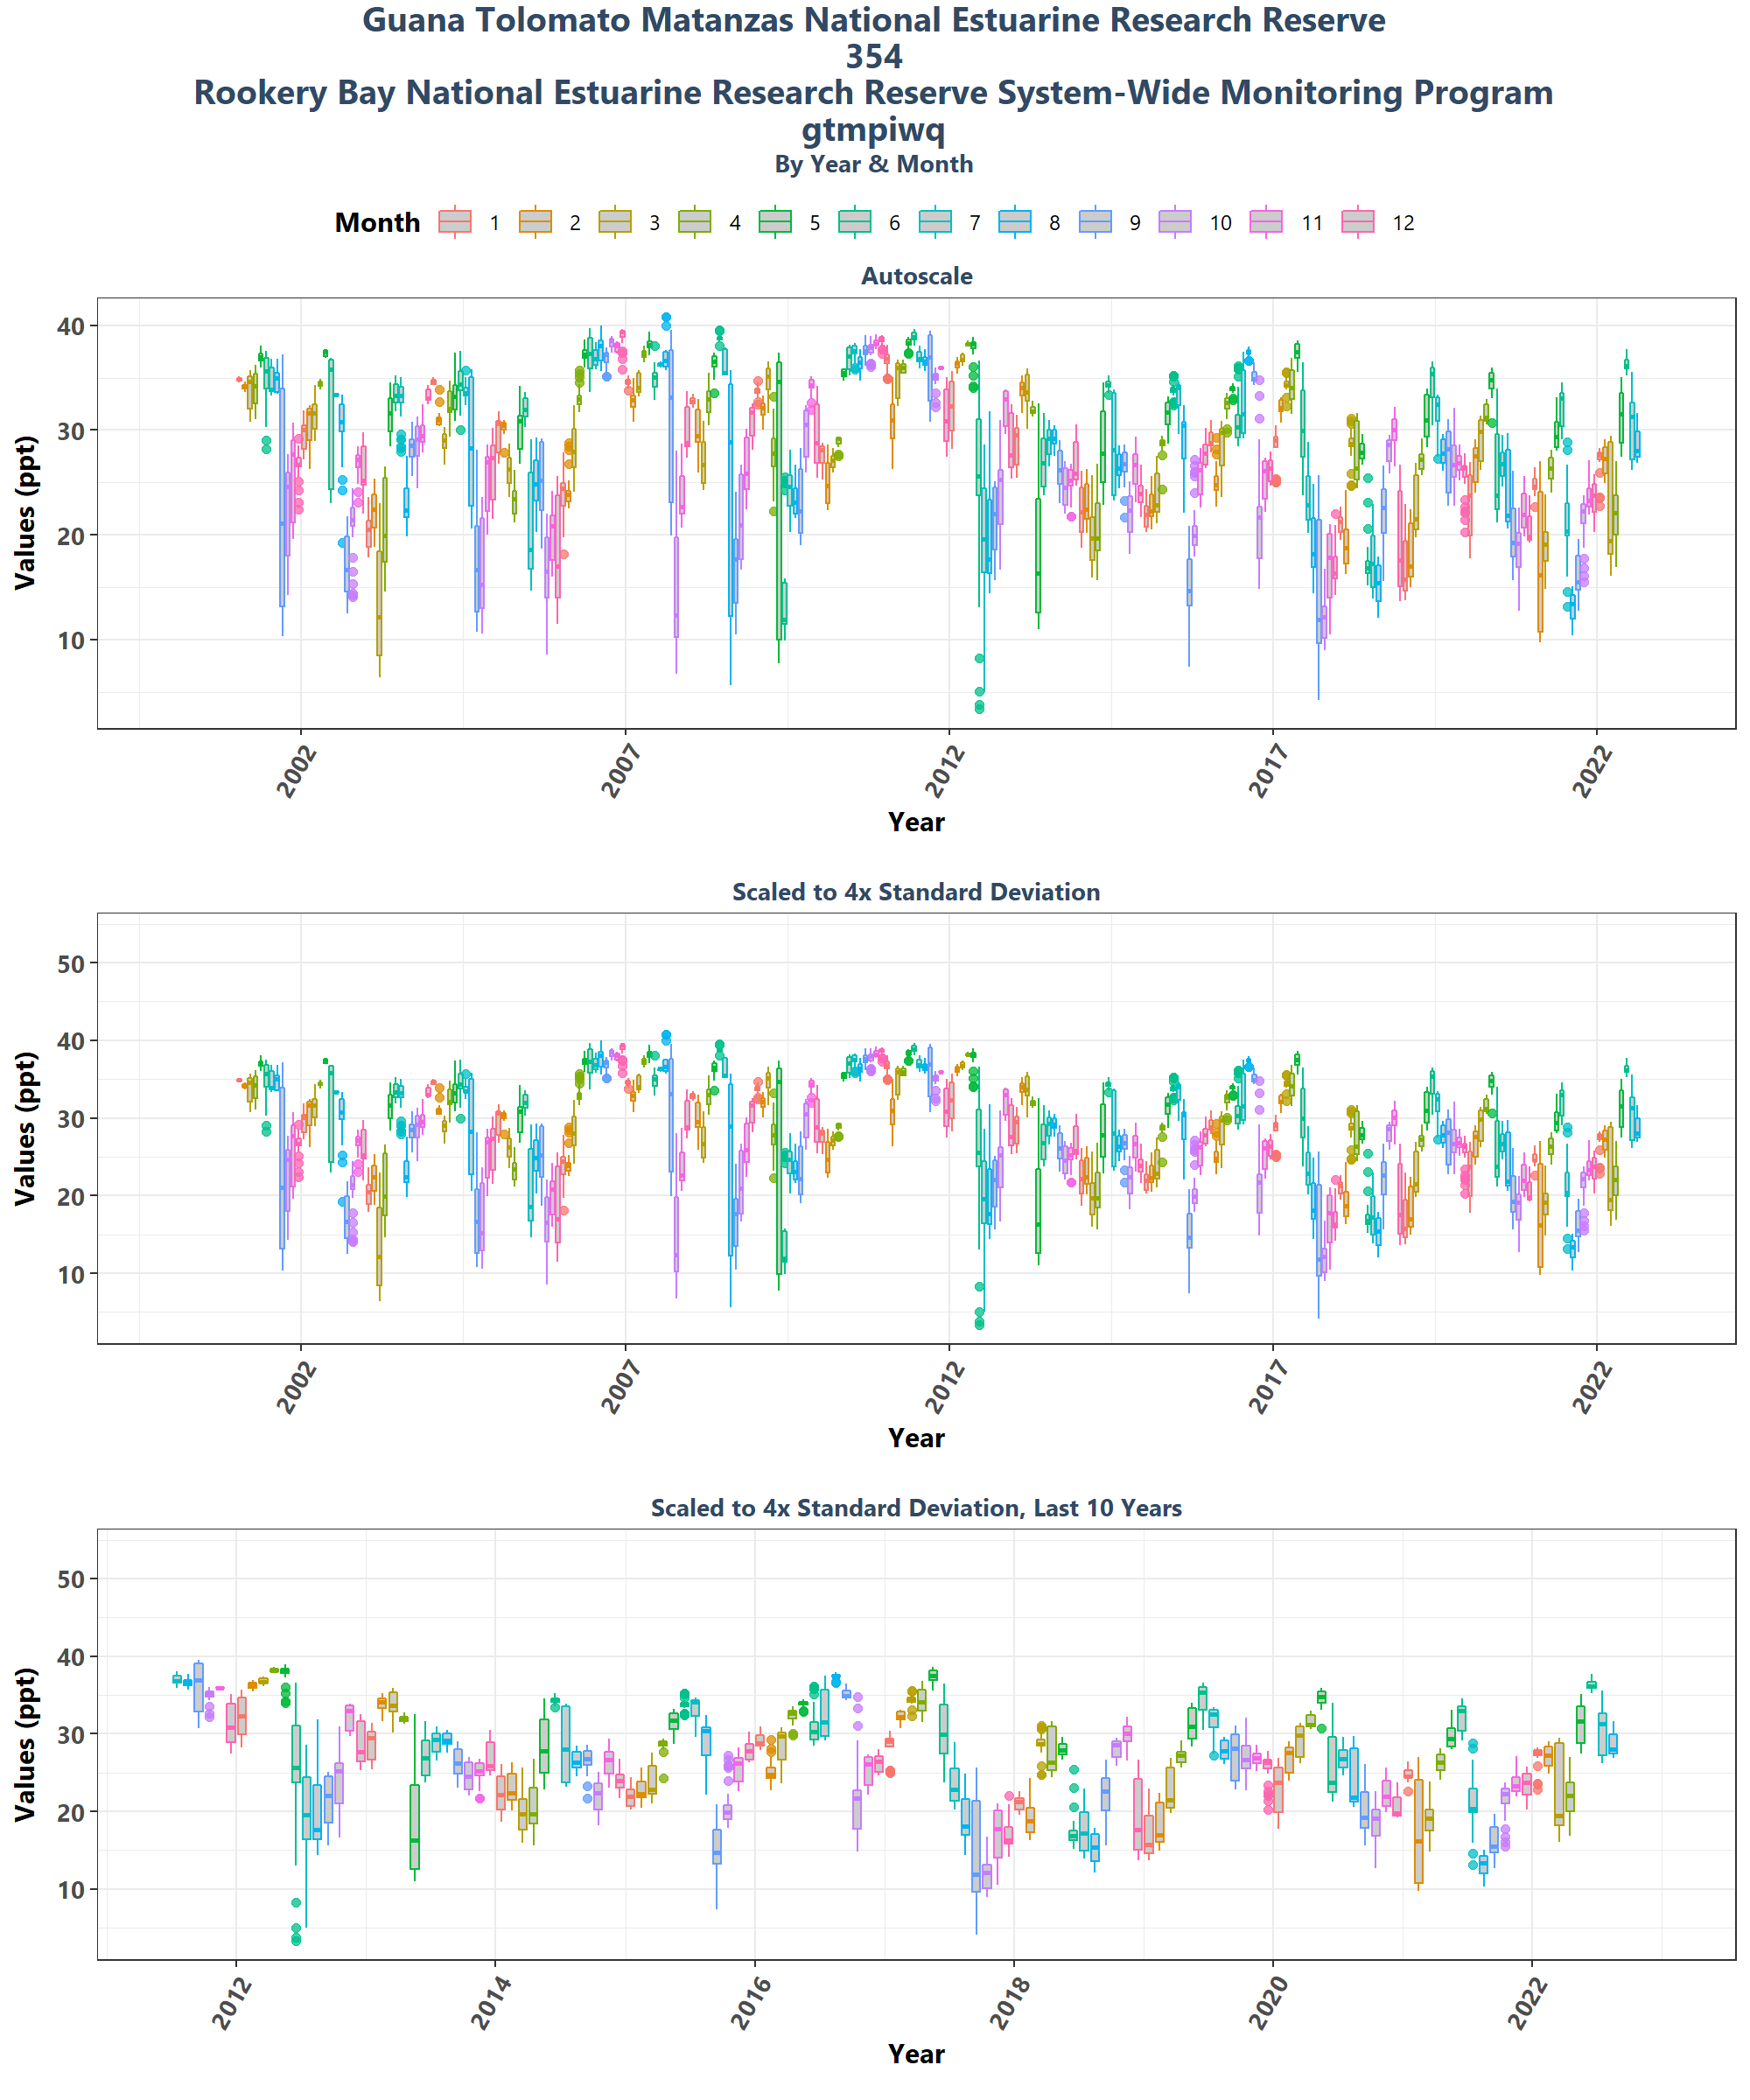 Guana Tolomato Matanzas National Estuarine Research Reserve
354
Rookery Bay National Estuarine Research Reserve System-Wide Monitoring Program
gtmpiwq
By Year & Month
Month 1 2 3 4 5 6 7 8 9 10 11 12
Autoscale
Values (ppt)
40
30
20
10
2002 2007 2012 2017 2022
Year
Scaled to 4x Standard Deviation
Values (ppt)
50
40
30
20
10
2002 2007 2012 2017 2022
Year
Scaled to 4x Standard Deviation, Last 10 Years
Values (ppt)
50
40
30
20
10
2012 2014 2016 2018 2020 2022
Year